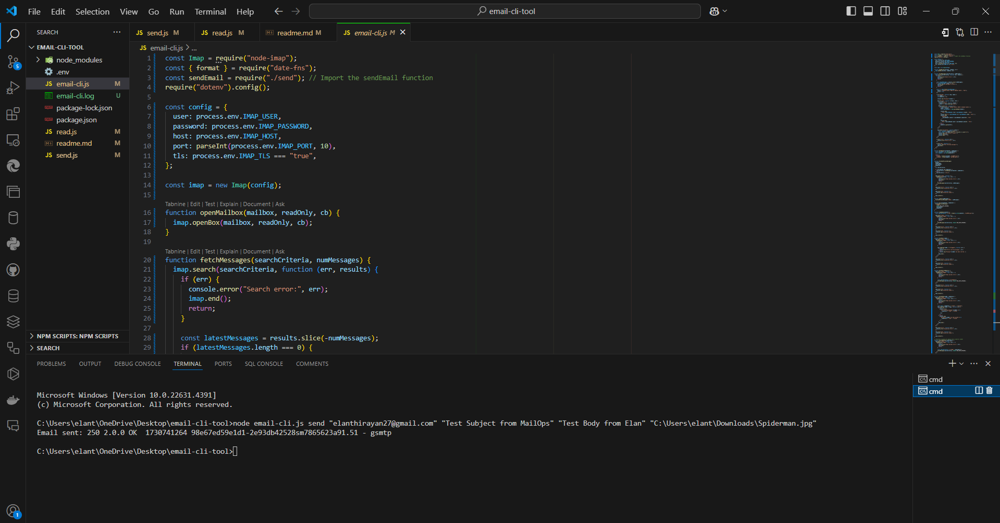 File Edit Selection View Go Run Terminal Help
email-cli-tool
SEARCH
EMAIL-CLI-TOOL
node_modules
.env
JS email-cli.js M
email-cli.log U
package-lock.json
package.json
JS read.js M
readme.md M
JS send.js M
NPM SCRIPTS: NPM SCRIPTS
SEARCH
5
1
JS send.js M
JS read.js M
readme.md M
JS email-cli.js M
JS email-cli.js > ...
1 const Imap = require("node-imap");
2 const { format } = require("date-fns");
3 const sendEmail = require("./send"); // Import the sendEmail function
4 require("dotenv").config();
5
6 const config = {
7 user: process.env.IMAP_USER,
8 password: process.env.IMAP_PASSWORD,
9 host: process.env.IMAP_HOST,
10 port: parseInt(process.env.IMAP_PORT, 10),
11 tls: process.env.IMAP_TLS === "true",
12 };
13
14 const imap = new Imap(config);
15
Tabnine | Edit | Test | Explain | Document | Ask
16 function openMailbox(mailbox, readOnly, cb) {
17 imap.openBox(mailbox, readOnly, cb);
18 }
19
Tabnine | Edit | Test | Explain | Document | Ask
20 function fetchMessages(searchCriteria, numMessages) {
21 imap.search(searchCriteria, function (err, results) {
22 if (err) {
23 console.error("Search error:", err);
24 imap.end();
25 return;
26 }
27
28 const latestMessages = results.slice(-numMessages);
29 if (latestMessages.length === 0) {
PROBLEMS OUTPUT DEBUG CONSOLE TERMINAL PORTS SQL CONSOLE COMMENTS
Microsoft Windows [Version 10.0.22631.4391]
(c) Microsoft Corporation. All rights reserved.
C:\Users\elant\OneDrive\Desktop\email-cli-tool>node email-cli.js send "elanthirayan27@gmail.com" "Test Subject from MailOps" "Test Body from Elan" "C:\Users\elant\Downloads\Spiderman.jpg"
Email sent: 250 2.0.0 OK  1730741264 98e67ed59e1d1-2e93db42528sm7865623a91.51 - gsmtp
C:\Users\elant\OneDrive\Desktop\email-cli-tool>
cmd
cmd